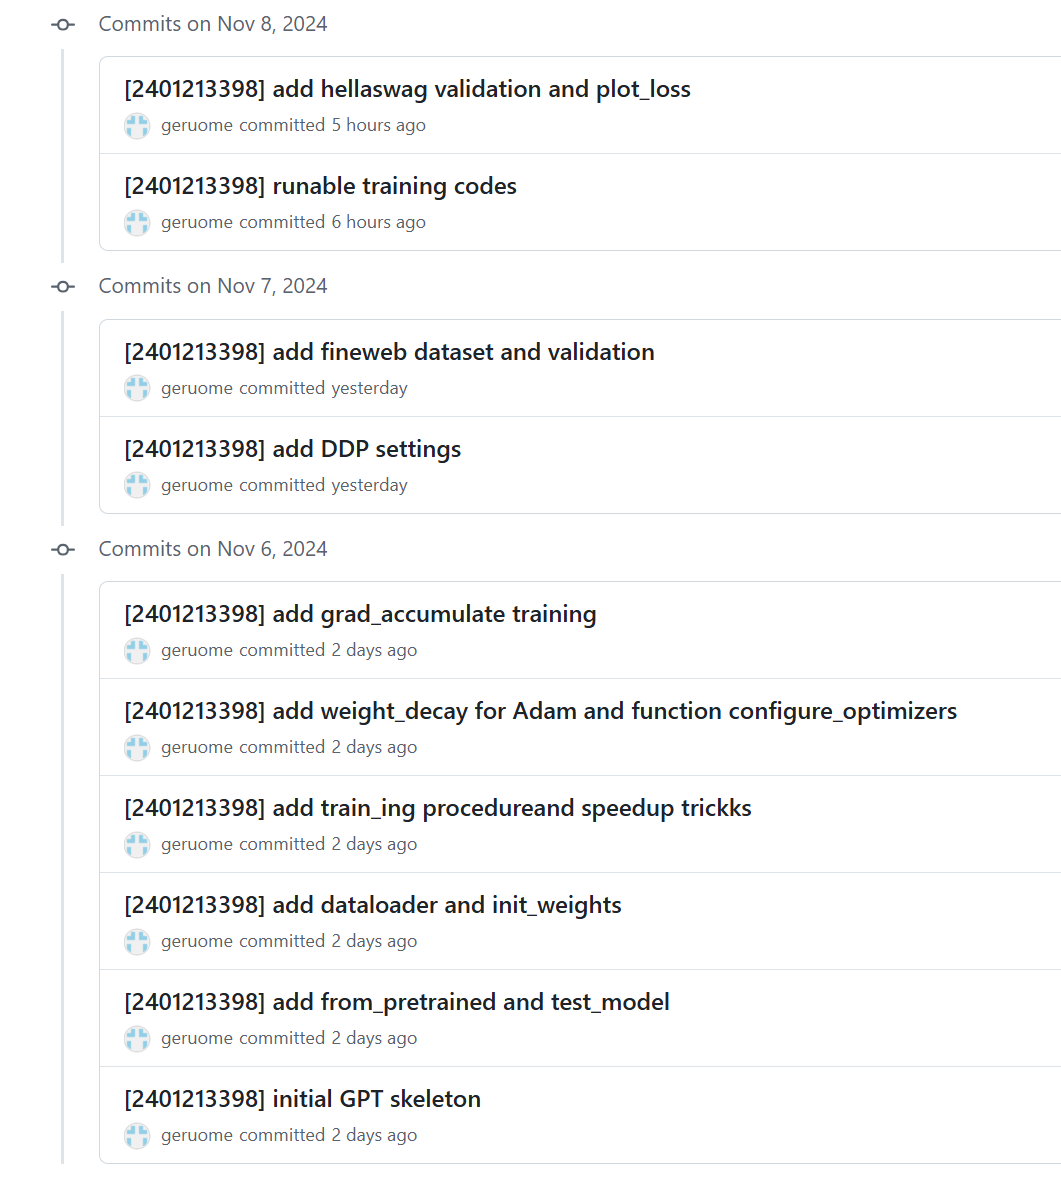 Commits on Nov 8, 2024
[2401213398] add hellaswag validation and plot_loss
geruome committed 5 hours ago
[2401213398] runable training codes
geruome committed 6 hours ago
Commits on Nov 7, 2024
[2401213398] add fineweb dataset and validation
geruome committed yesterday
[2401213398] add DDP settings
geruome committed yesterday
Commits on Nov 6, 2024
[2401213398] add grad_accumulate training
geruome committed 2 days ago
[2401213398] add weight_decay for Adam and function configure_optimizers
geruome committed 2 days ago
[2401213398] add train_ing procedureand speedup trickks
geruome committed 2 days ago
[2401213398] add dataloader and init_weights
geruome committed 2 days ago
[2401213398] add from_pretrained and test_model
geruome committed 2 days ago
[2401213398] initial GPT skeleton
geruome committed 2 days ago